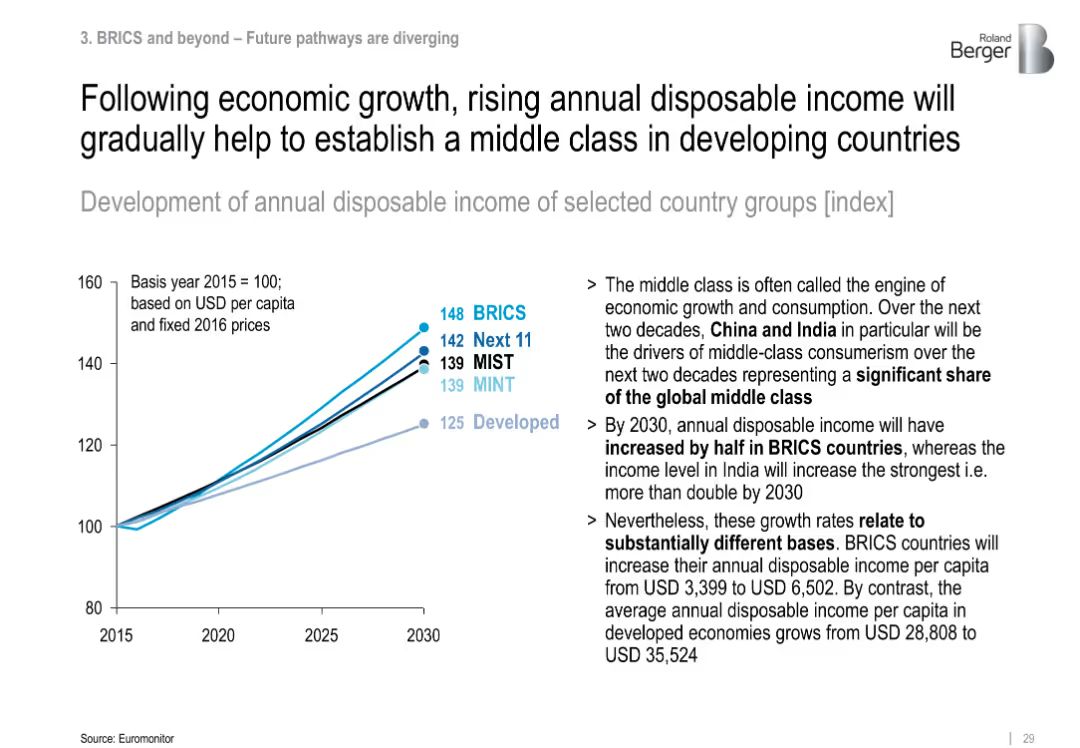 3. BRICS and beyond – Future pathways are diverging
Roland
Berger
B
Following economic growth, rising annual disposable income will
gradually help to establish a middle class in developing countries
Development of annual disposable income of selected country groups [index]
160
140
120
100
80
2015
2020
2025
2030
Basis year 2015 = 100;
based on USD per capita
and fixed 2016 prices
148 BRICS
142 Next 11
139 MIST
139 MINT
125 Developed
> The middle class is often called the engine of
economic growth and consumption. Over the next
two decades, China and India in particular will be
the drivers of middle-class consumerism over the
next two decades representing a significant share
of the global middle class
> By 2030, annual disposable income will have
increased by half in BRICS countries, whereas the
income level in India will increase the strongest i.e.
more than double by 2030
> Nevertheless, these growth rates relate to
substantially different bases. BRICS countries will
increase their annual disposable income per capita
from USD 3,399 to USD 6,502. By contrast, the
average annual disposable income per capita in
developed economies grows from USD 28,808 to
USD 35,524
Source: Euromonitor
| 29